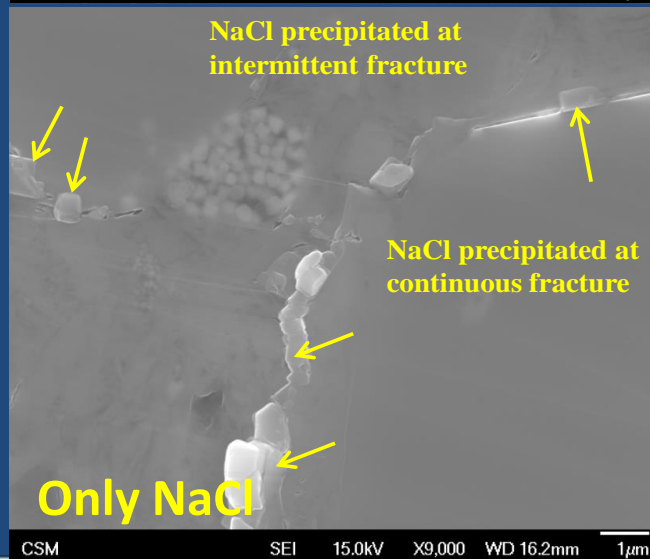 NaCl precipitated at
intermittent fracture
NaCl precipitated at
continuous fracture
Only NaCl
CSM SEI 15.0kV X9,000 WD 16.2mm 1μm